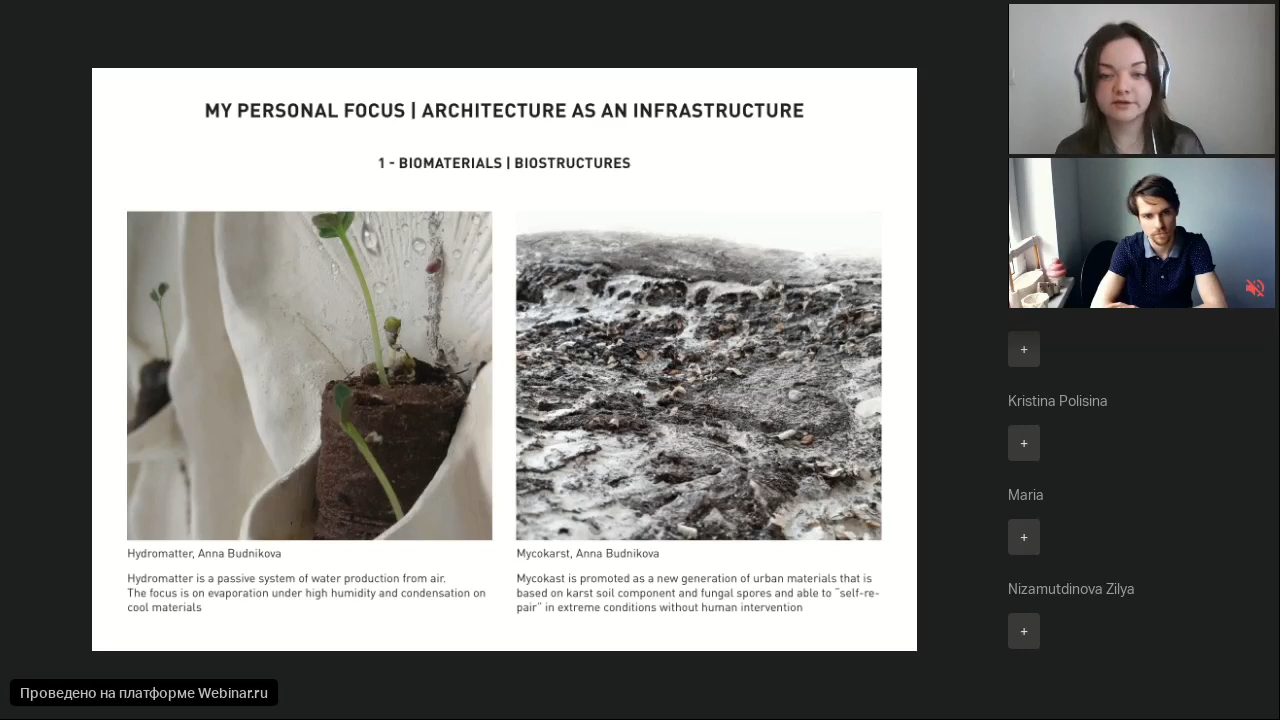 MY PERSONAL FOCUS | ARCHITECTURE AS AN INFRASTRUCTURE
1 - BIOMATERIALS | BIOSTRUCTURES
Hydromatter, Anna Budnikova
Hydromatter is a passive system of water production from air.
The focus is on evaporation under high humidity and condensation on
cool materials
Mycokarst, Anna Budnikova
Mycokast is promoted as a new generation of urban materials that is
based on karst soil component and fungal spores and able to “self-re-
pair” in extreme conditions without human intervention
+
Kristina Polisina
+
Maria
+
Nizamutdinova Zilya
+
Проведено на платформе Webinar.ru